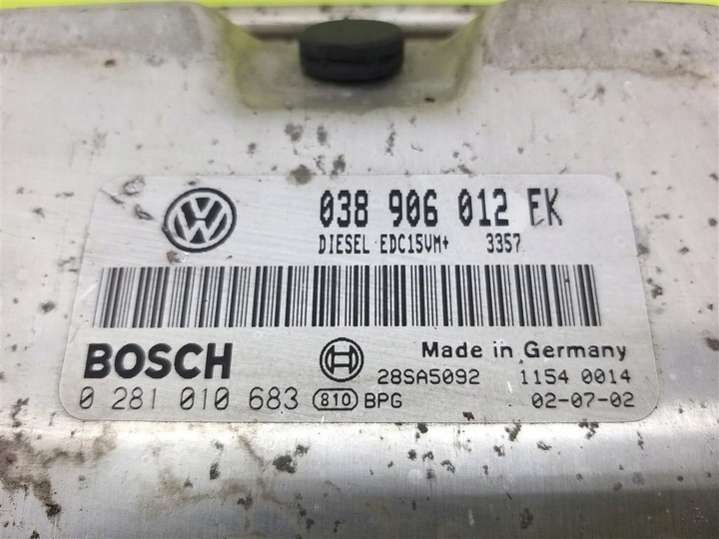 038 906 012 EK
DIESEL EDC15VM+ 3357
BOSCH
Made in Germany
28SA5092 1154 0014
0 281 010 683 810 BPG 02-07-02